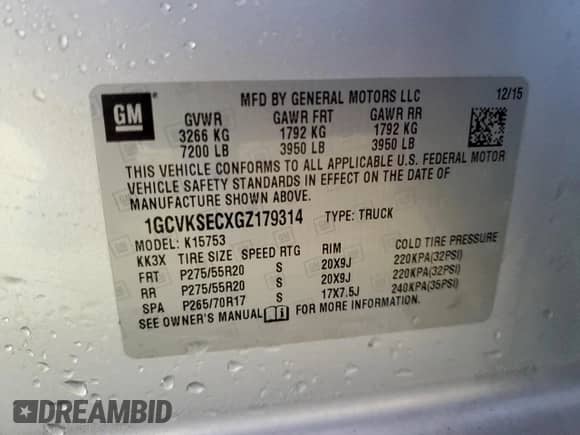 GM
MFD BY GENERAL MOTORS LLC 12/15
GVWR GAWR FRT GAWR RR
3266 KG 1792 KG 1792 KG
7200 LB 3950 LB 3950 LB
THIS VEHICLE CONFORMS TO ALL APPLICABLE U.S. FEDERAL MOTOR
VEHICLE SAFETY STANDARDS IN EFFECT ON THE DATE OF
MANUFACTURE SHOWN ABOVE.
1GCVKSECXGZ179314 TYPE: TRUCK
MODEL: K15753
KK3X TIRE SIZE SPEED RTG RIM COLD TIRE PRESSURE
FRT P275/55R20 S 20X9J 220KPA(32PSI)
RR P275/55R20 S 20X9J 220KPA(32PSI)
SPA P265/70R17 S 17X7.5J 240KPA(35PSI)
SEE OWNER'S MANUAL FOR MORE INFORMATION.
DREAMBID